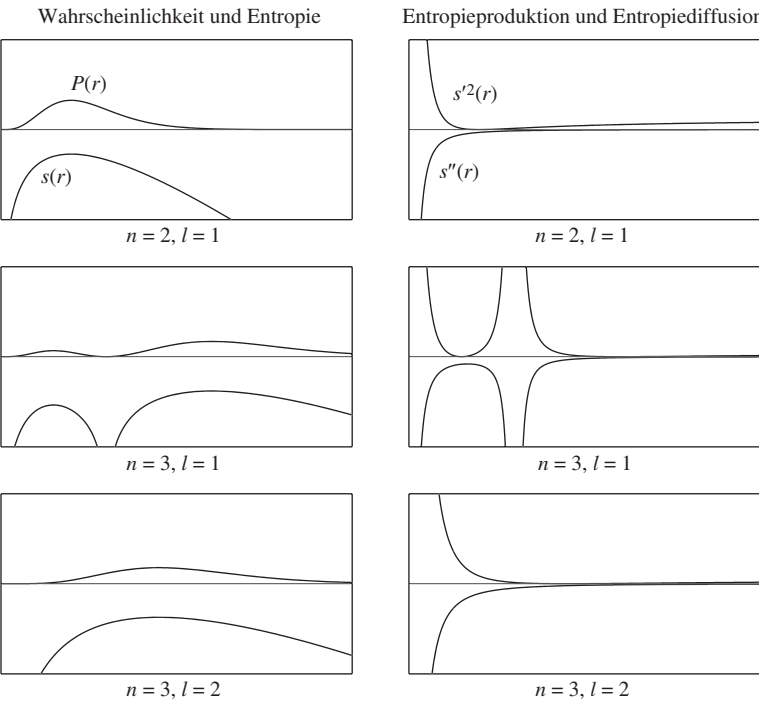 Wahrscheinlichkeit und Entropie
Entropieproduktion und Entropiediffusion
P(r)
s(r)
s′²(r)
s″(r)
n = 2, l = 1
n = 2, l = 1
n = 3, l = 1
n = 3, l = 1
n = 3, l = 2
n = 3, l = 2